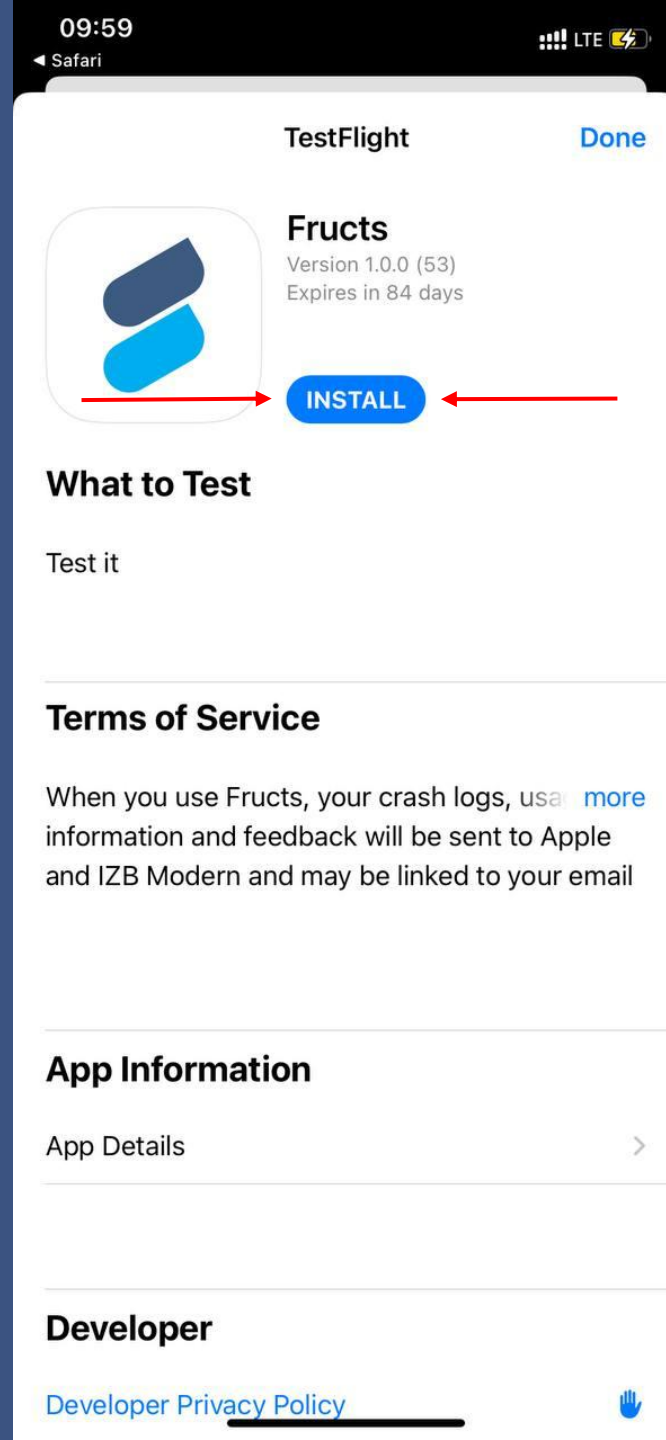 09:59
LTE
◀ Safari
TestFlight
Done
Fructs
Version 1.0.0 (53)
Expires in 84 days
INSTALL
What to Test
Test it
Terms of Service
When you use Fructs, your crash logs, more
information and feedback will be sent to Apple
and IZB Modern and may be linked to your email
App Information
App Details
Developer
Developer Privacy Policy